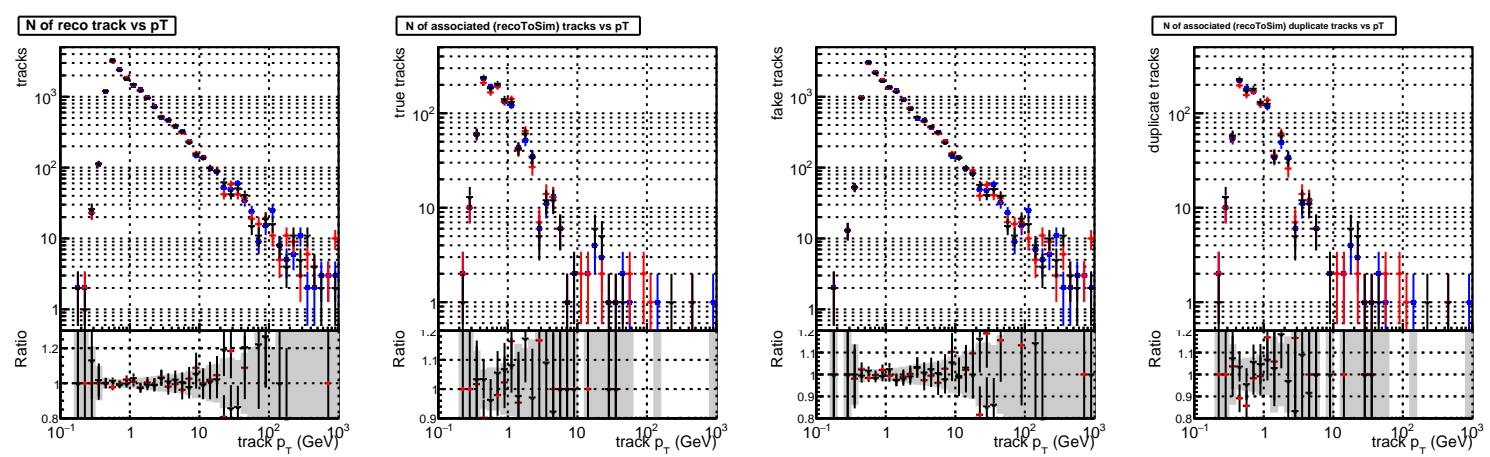 N of reco track vs pT
tracks
10³
10²
10
1
Ratio
1.2
1
0.8
10⁻¹ 1 10 10² 10³
track p_T (GeV)
N of associated (recoToSim) tracks vs pT
true tracks
10²
10
1
Ratio
1.2
1.1
1
0.9
10⁻¹ 1 10 10² 10³
track p_T (GeV)
fake tracks
10³
10²
10
1
Ratio
1.2
1.1
1
0.9
0.8
10⁻¹ 1 10 10² 10³
track p_T (GeV)
N of associated (recoToSim) duplicate tracks vs pT
duplicate tracks
10²
10
1
Ratio
1.2
1.1
1
0.9
0.8
10⁻¹ 1 10 10² 10³
track p_T (GeV)